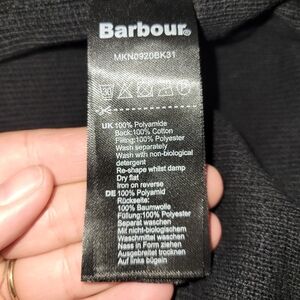 Barbour®
MKN0920BK31
30
UK 100% Polyamide
Back:100% Cotton
Filling:100% Polyester
Wash separately
Wash with non-biological
detergent
Re-shape whilst damp
Dry flat
Iron on reverse
DE 100% Polyamid
Rückseite:
100% Baumwolle
Füllung:100% Polyester
Separat waschen
Mit nicht-biologischem
Waschmittel waschen
Nass in Form ziehen
Ausgebreitet trocknen
Auf links bügeln